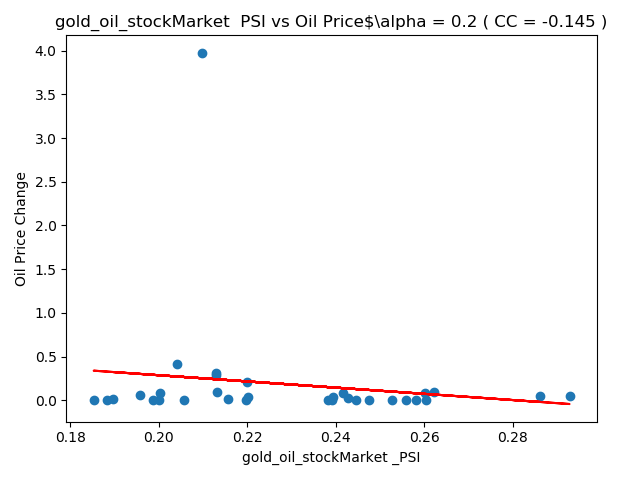 gold_oil_stockMarket  PSI vs Oil Price$\alpha = 0.2 ( CC = -0.145 )
4.0
3.5
3.0
2.5
2.0
1.5
1.0
0.5
0.0
Oil Price Change
0.18 0.20 0.22 0.24 0.26 0.28
gold_oil_stockMarket _PSI